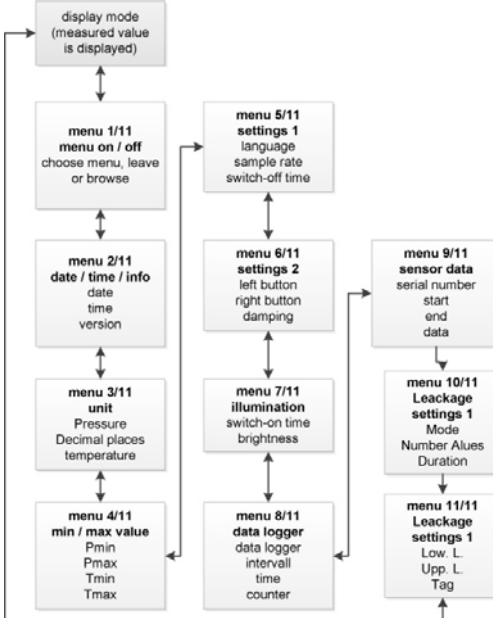 display mode
(measured value
is displayed)
menu 1/11
menu on / off
choose menu, leave
or browse
menu 2/11
date / time / info
date
time
version
menu 3/11
unit
Pressure
Decimal places
temperature
menu 4/11
min / max value
Pmin
Pmax
Tmin
Tmax
menu 5/11
settings 1
language
sample rate
switch-off time
menu 6/11
settings 2
left button
right button
damping
menu 7/11
illumination
switch-on time
brightness
menu 8/11
data logger
data logger
intervall
time
counter
menu 9/11
sensor data
serial number
start
end
data
menu 10/11
Leackage
settings 1
Mode
Number Alues
Duration
menu 11/11
Leackage
settings 1
Low. L.
Upp. L.
Tag